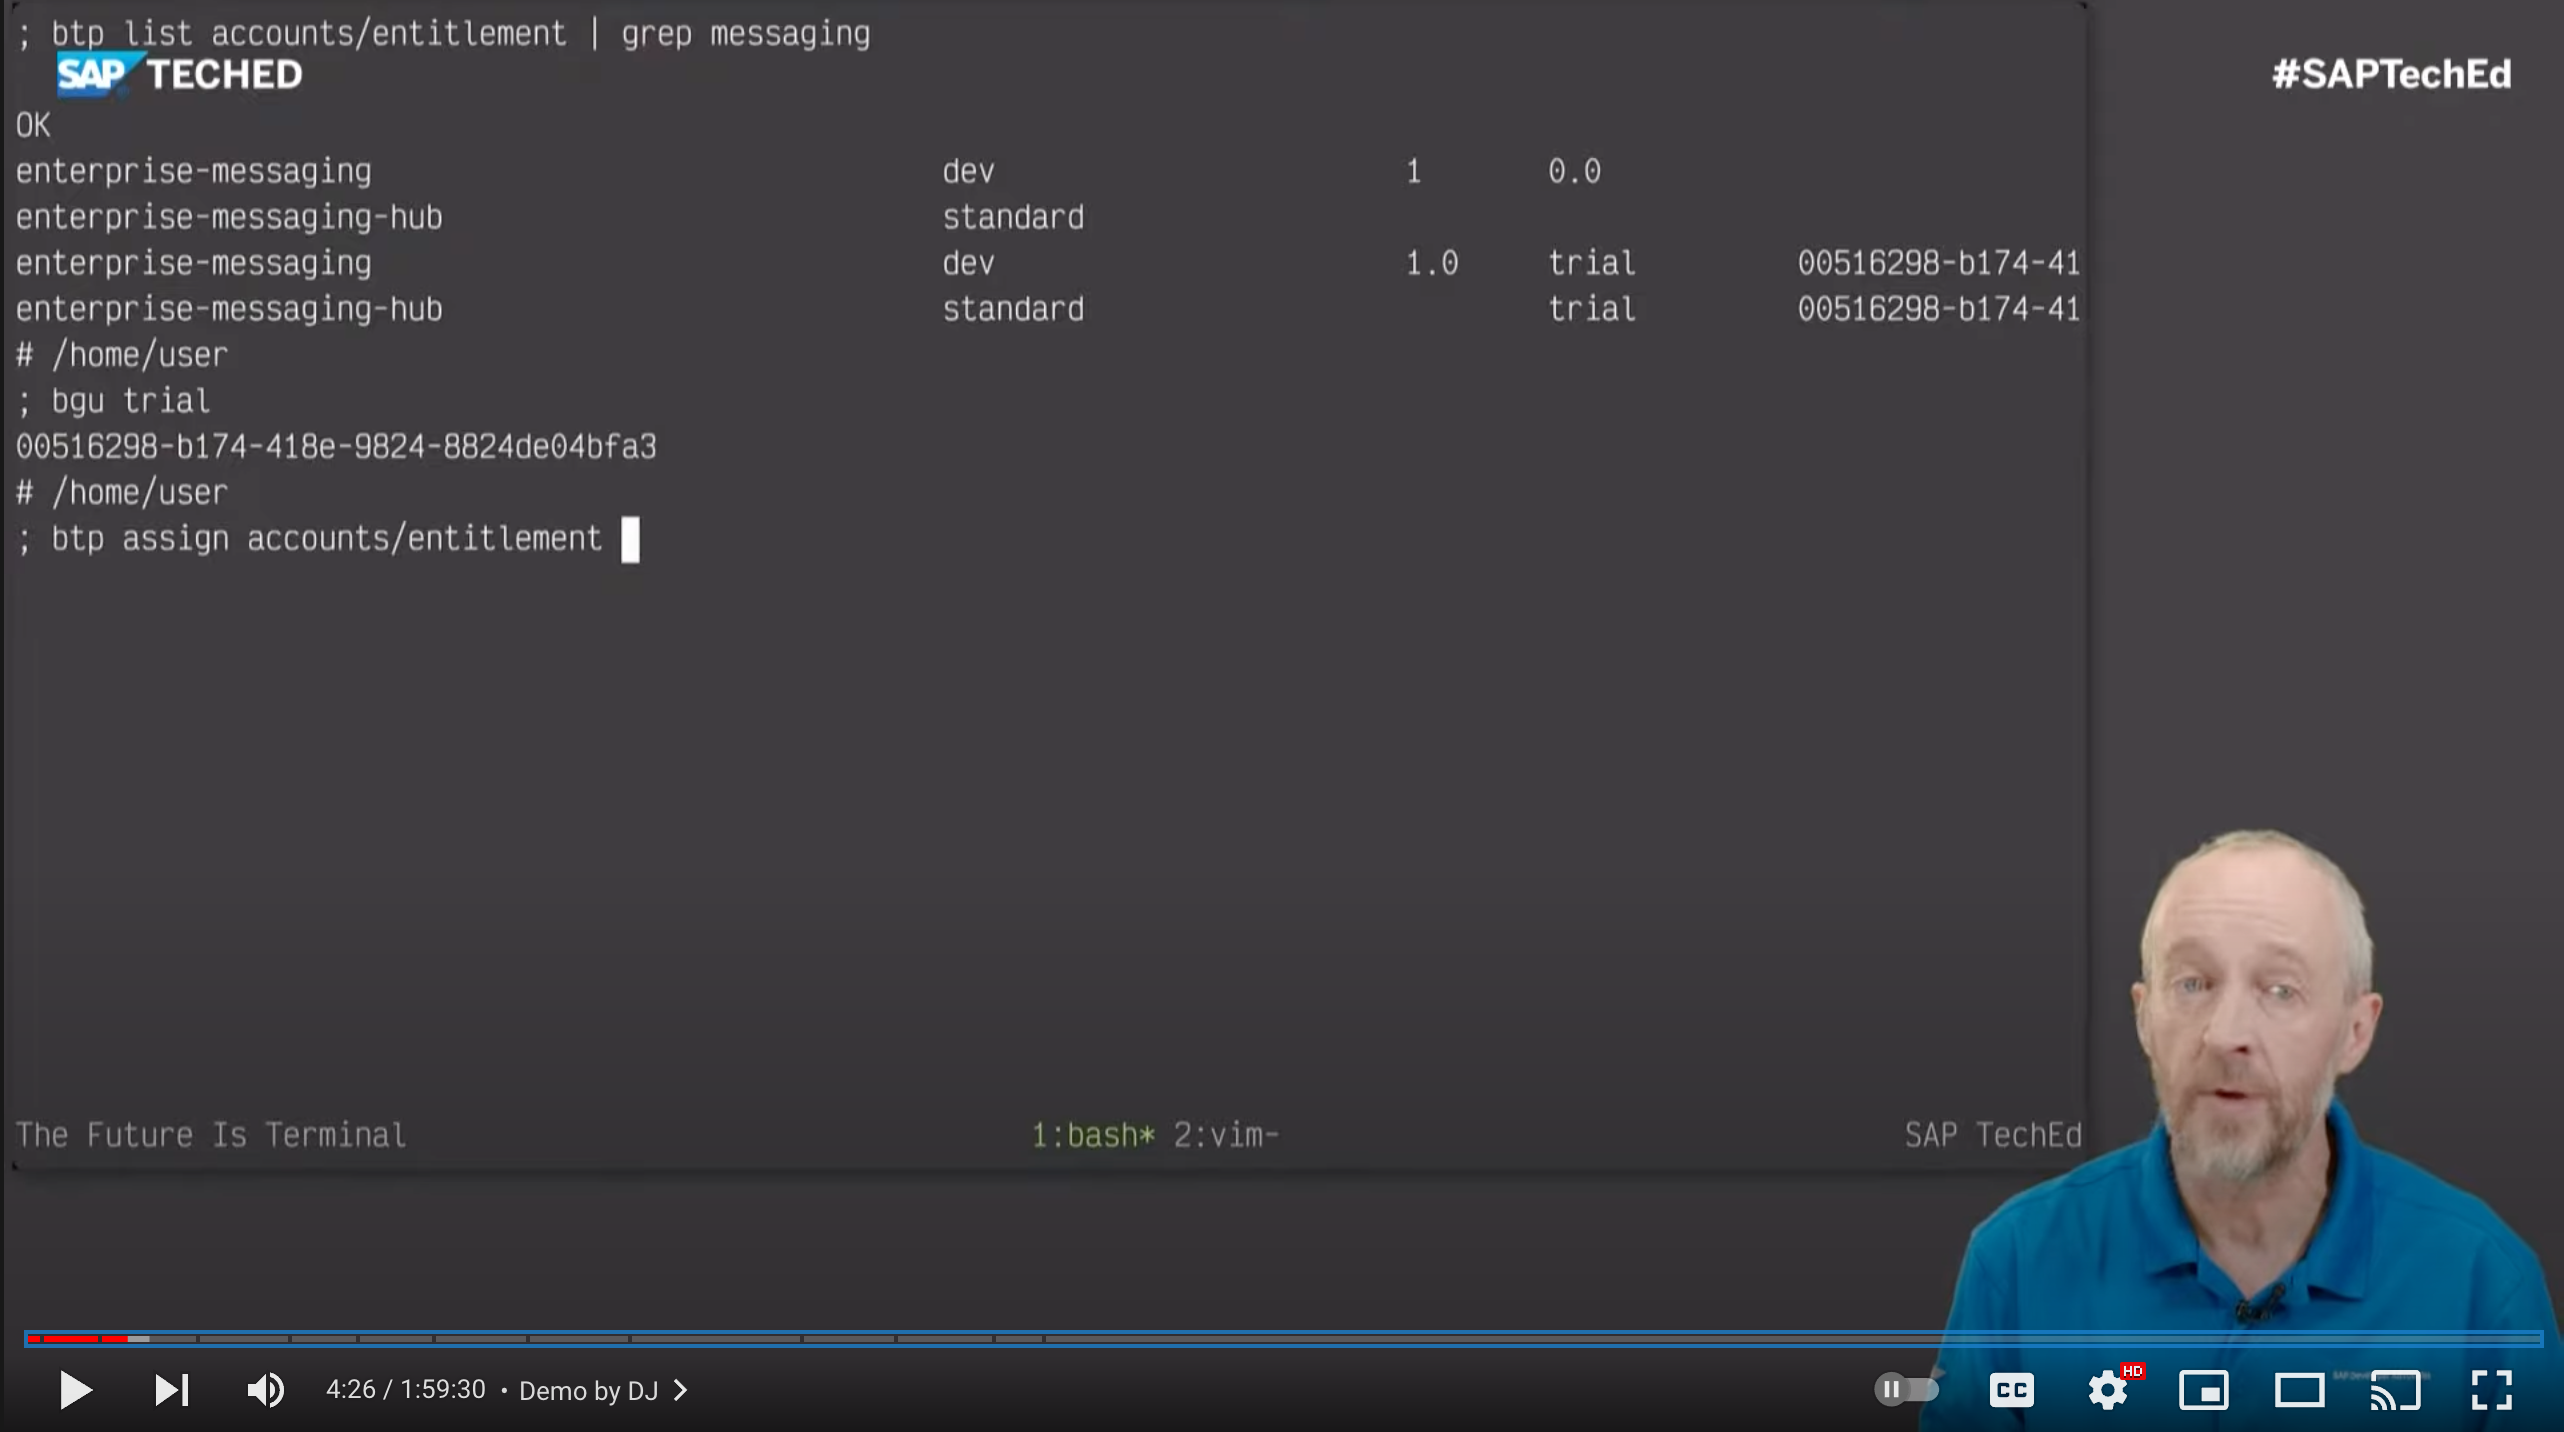 ; btp list accounts/entitlement | grep messaging
SAP TECHED
#SAPTechEd
OK
enterprise-messaging dev 1 0.0
enterprise-messaging-hub standard
enterprise-messaging dev 1.0 trial 00516298-b174-41
enterprise-messaging-hub standard trial 00516298-b174-41
# /home/user
; bgu trial
00516298-b174-418e-9824-8824de04bfa3
# /home/user
; btp assign accounts/entitlement
The Future Is Terminal 1:bash* 2:vim- SAP TechEd
4:26 / 1:59:30 • Demo by DJ
CC
HD